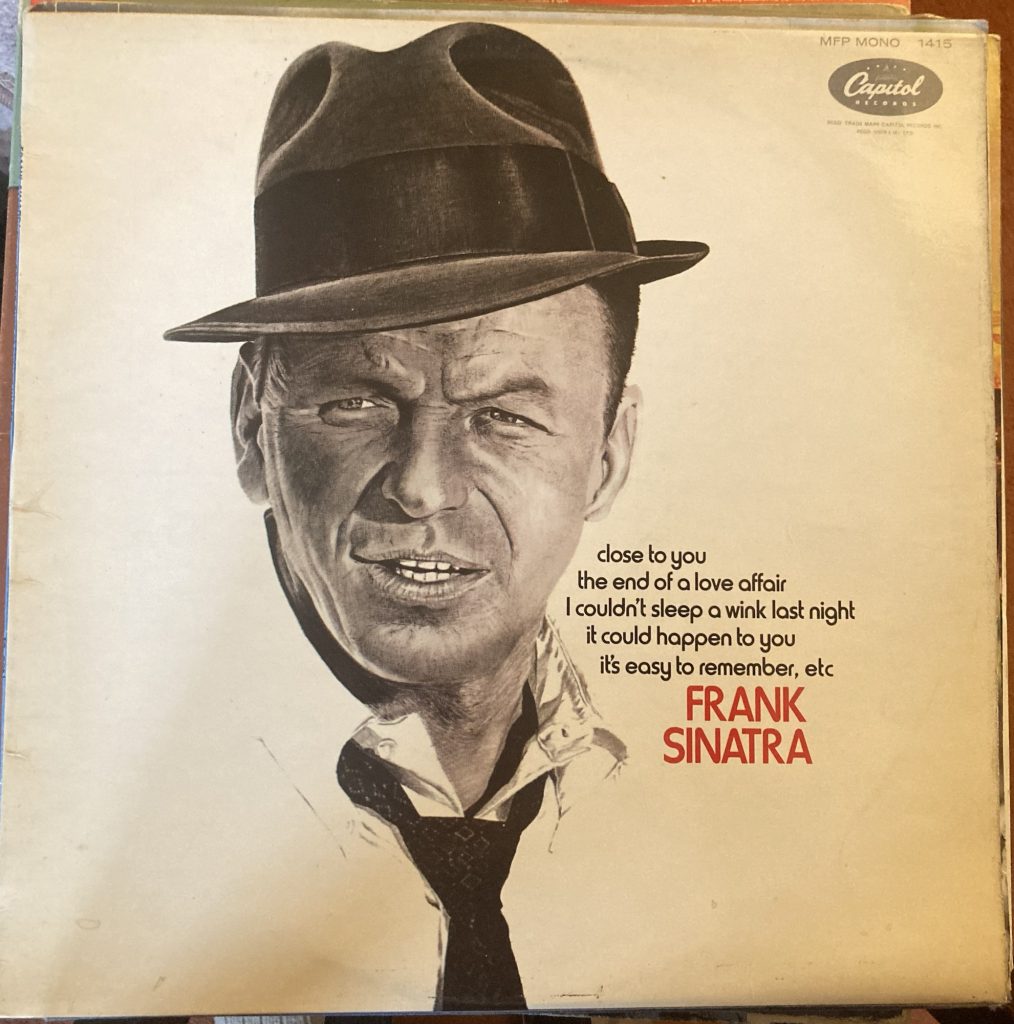 MFP MONO 1415
Capitol
RECORDS
close to you
the end of a love affair
I couldn't sleep a wink last night
it could happen to you
it's easy to remember, etc
FRANK
SINATRA